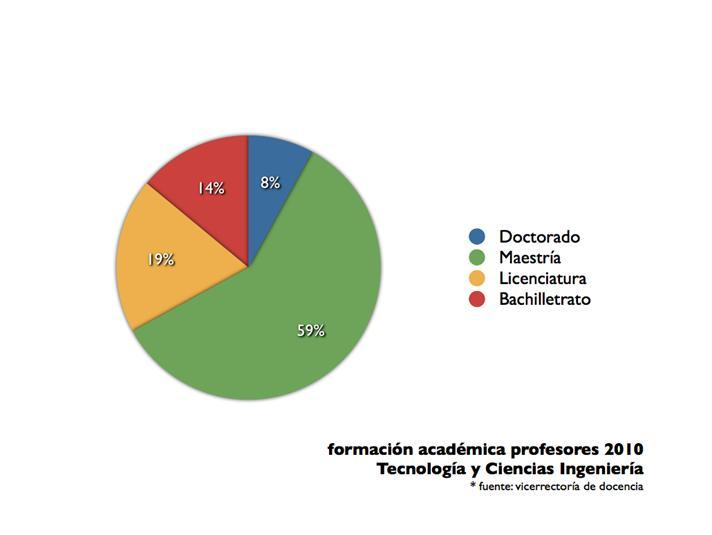 14%
8%
19%
59%
Doctorado
Maestría
Licenciatura
Bachilletrato
formación académica profesores 2010
Tecnología y Ciencias Ingeniería
* fuente: vicerrectoría de docencia